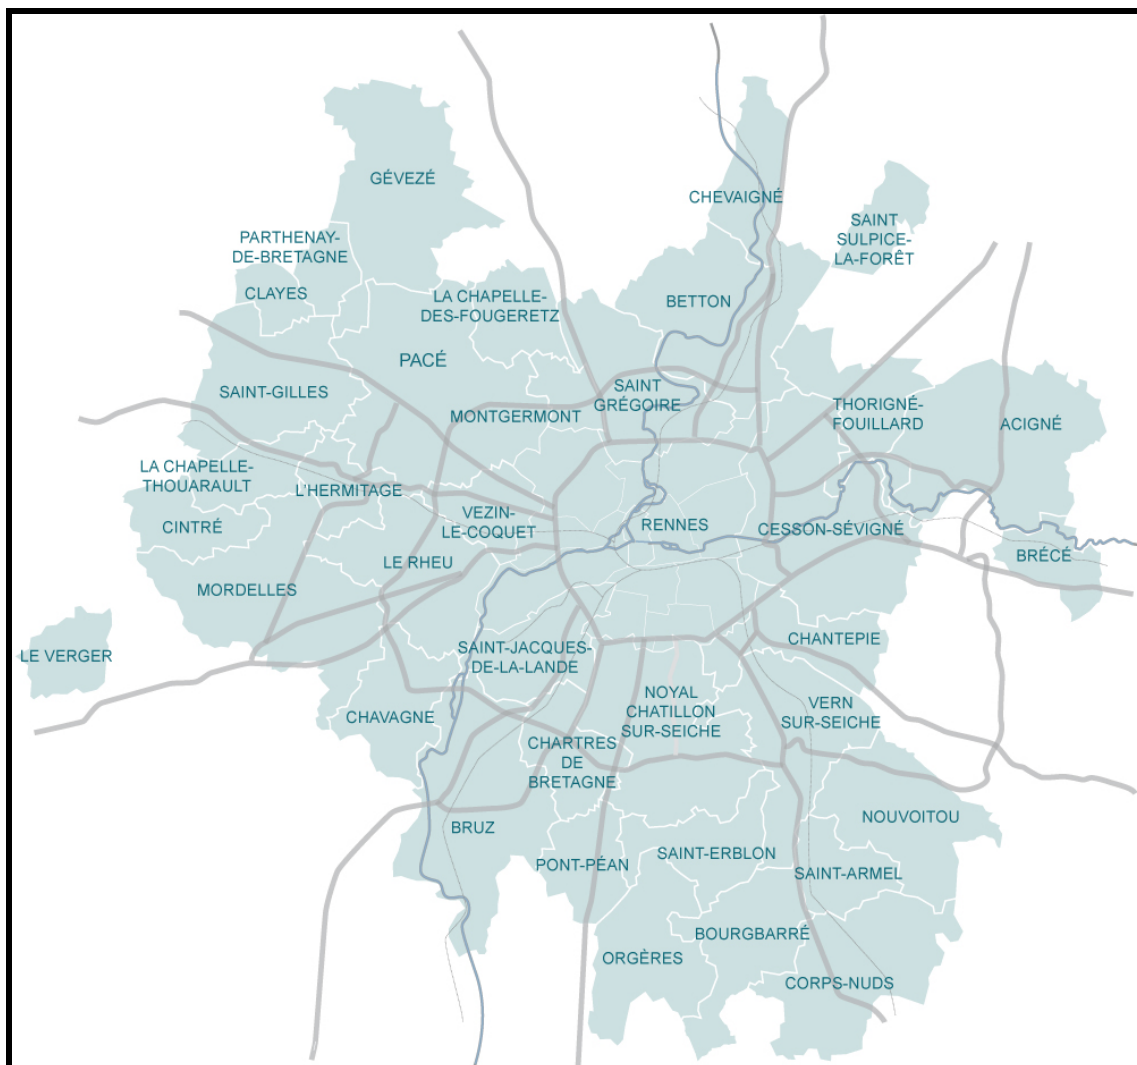 GÉVEZÉ
CHEVAIGNÉ
SAINT
SULPICE-
LA-FORÊT
PARTHENAY-
DE-BRETAGNE
CLAYES
LA CHAPELLE-
DES-FOUGERETZ
BETTON
PACÉ
SAINT-GILLES
MONTGERMONT
SAINT
GRÉGOIRE
THORIGNÉ-
FOUILLARD
ACIGNÉ
LA CHAPELLE-
THOUARAULT
L'HERMITAGE
CINTRÉ
VEZIN-
LE-COQUET
RENNES
CESSON-SÉVIGNÉ
BRÉCÉ
LE RHEU
MORDELLES
LE VERGER
SAINT-JACQUES-
DE-LA-LANDE
CHANTEPIE
CHAVAGNE
NOYAL
CHATILLON
SUR-SEICHE
VERN
SUR-SEICHE
CHARTRES
DE
BRETAGNE
BRUZ
NOUVOITOU
PONT-PÉAN
SAINT-ERBLON
SAINT-ARMEL
BOURGBARRÉ
ORGÈRES
CORPS-NUDS